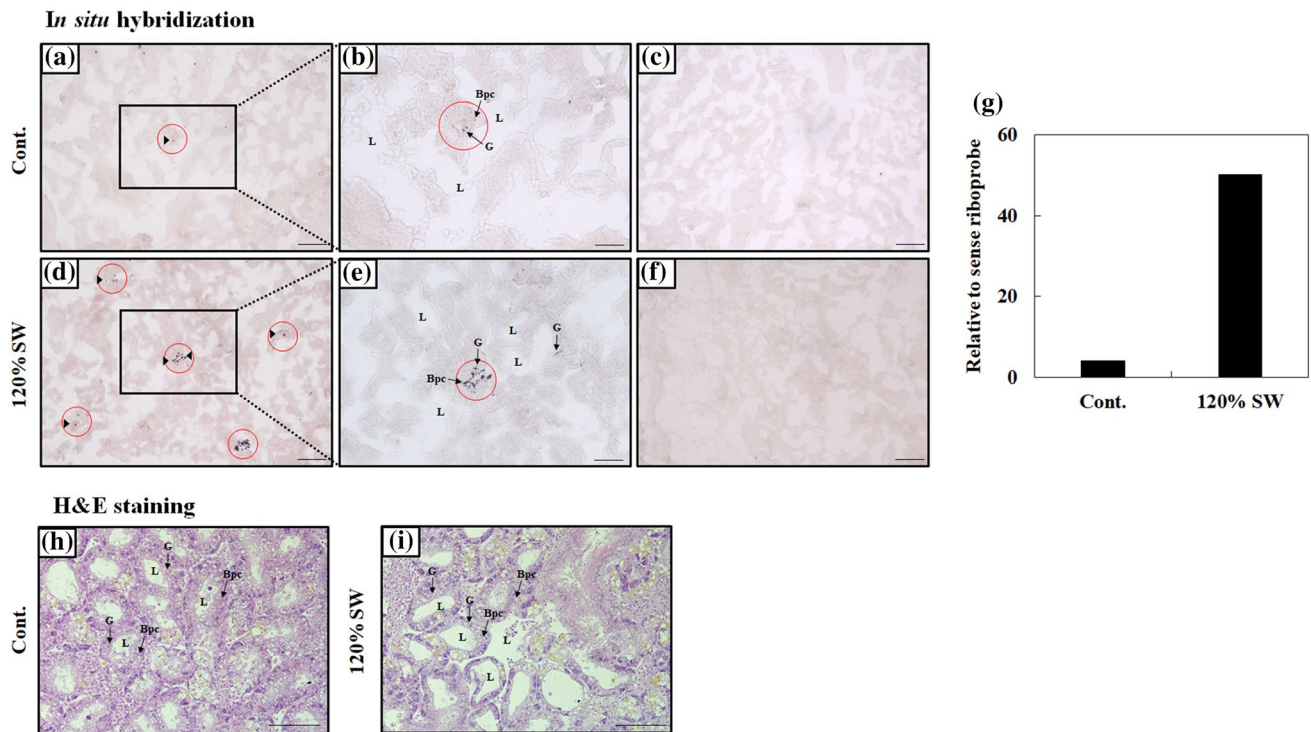 In situ hybridization
(a)
(b)
Bpc
L
L
G
L
(c)
Cont.
(d)
(e)
L
L
G
G
L
Bpc
L
(f)
120% SW
(g)
60
40
20
0
Relative to sense riboprobe
Cont.
120% SW
H&E staining
(h)
G
L
Bpc
L
G
L
Bpc
Cont.
(i)
G
Bpc
L
G
Bpc
L
L
L
120% SW